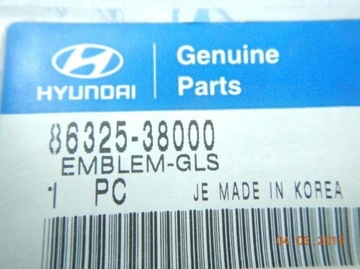 HYUNDAI
Genuine
Parts
86325-38000
EMBLEM-GLS
1 PC JE MADE IN KOREA